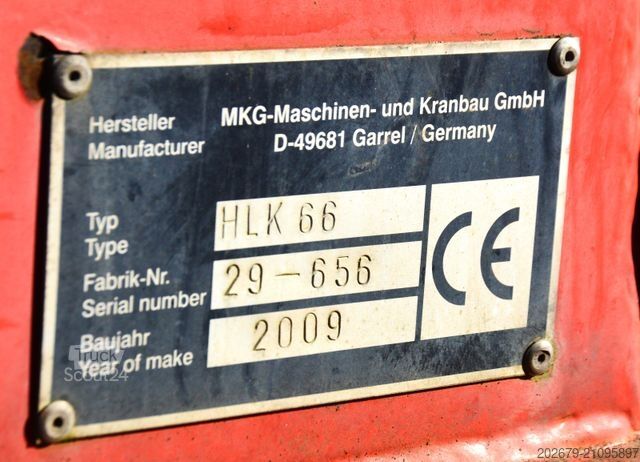 Hersteller
Manufacturer
MKG-Maschinen- und Kranbau GmbH
D-49681 Garrel / Germany
Typ
Type
HLK 66
Fabrik-Nr.
Serial number
29-656
Baujahr
Year of make
2009
CE
Truck
Scout24
202679-21095897